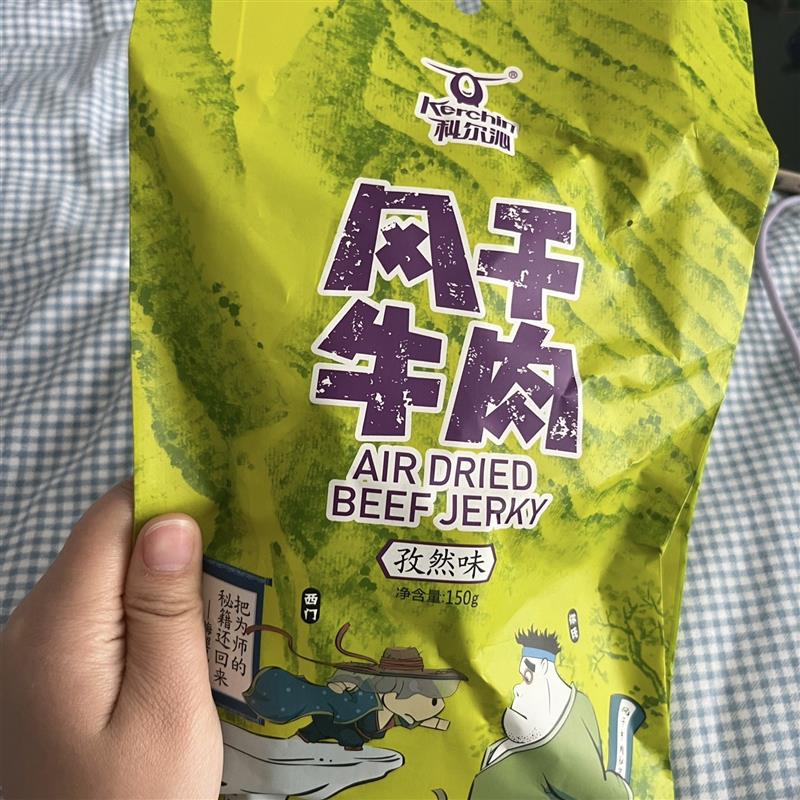 Kerchin®
科尔沁
风干
牛肉
AIR DRIED
BEEF JERKY
孜然味
净含量:150g
西门
把为师的
秘籍还回来